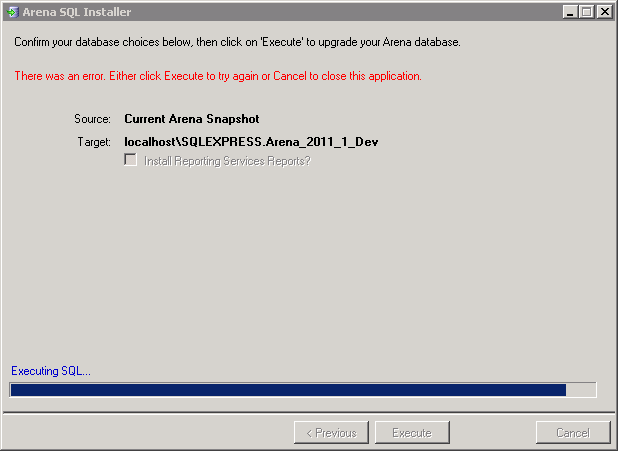 Arena SQL Installer
Confirm your database choices below, then click on 'Execute' to upgrade your Arena database.
There was an error. Either click Execute to try again or Cancel to close this application.
Source: Current Arena Snapshot
Target: localhost\SQLEXPRESS.Arena_2011_1_Dev
Install Reporting Services Reports?
Executing SQL...
< Previous Execute Cancel